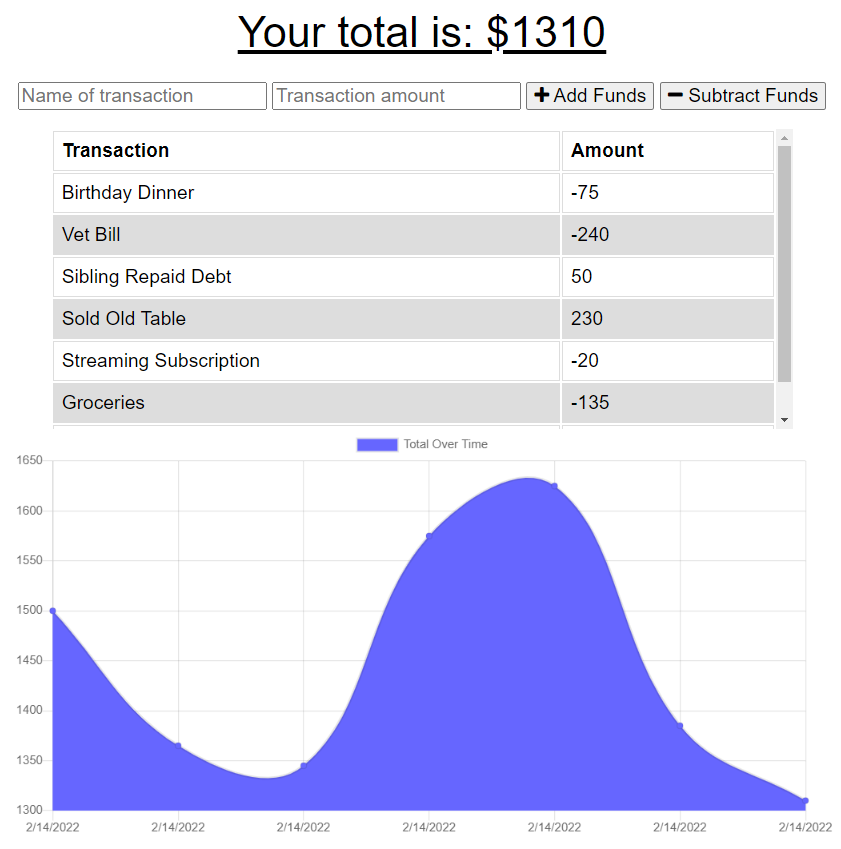 Your total is: $1310
Name of transaction Transaction amount Add Funds Subtract Funds
Transaction Amount
Birthday Dinner -75
Vet Bill -240
Sibling Repaid Debt 50
Sold Old Table 230
Streaming Subscription -20
Groceries -135
Total Over Time
1650
1600
1550
1500
1450
1400
1350
1300
2/14/2022 2/14/2022 2/14/2022 2/14/2022 2/14/2022 2/14/2022 2/14/2022